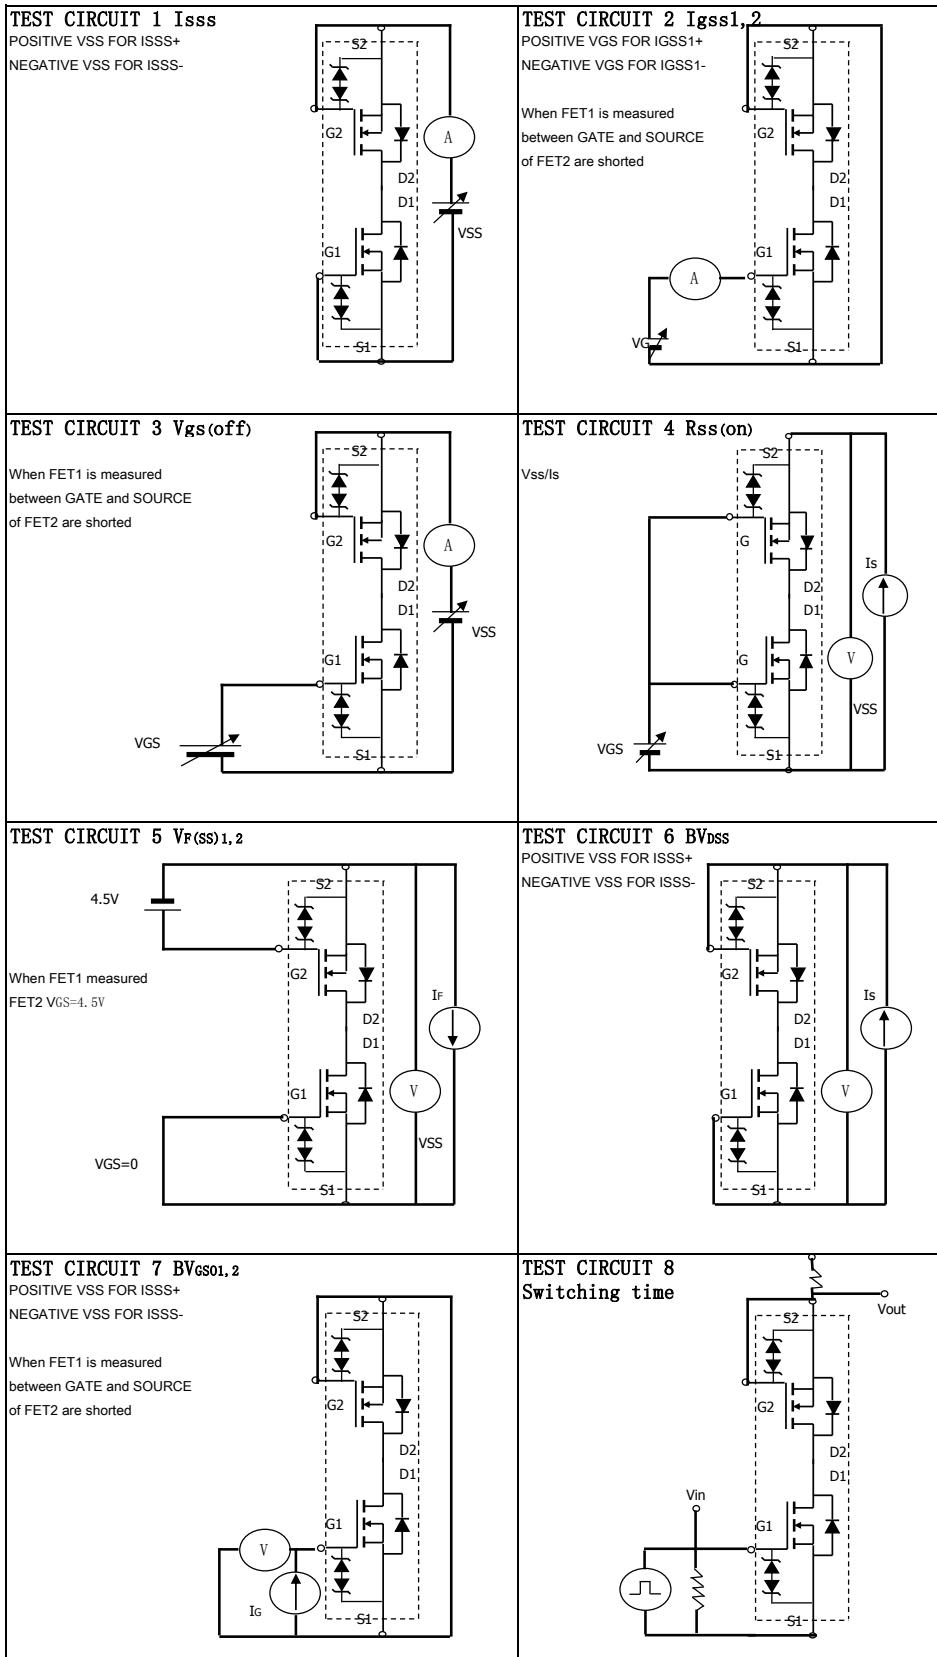 TEST CIRCUIT 1 Isss
POSITIVE VSS FOR ISSS+
NEGATIVE VSS FOR ISSS-
S2
G2
A
D2
D1
VSS
G1
S1
TEST CIRCUIT 2 Igss1,2
POSITIVE VGS FOR IGSS1+
NEGATIVE VGS FOR IGSS1-
When FET1 is measured
between GATE and SOURCE
of FET2 are shorted
S2
G2
D2
D1
G1
A
VG
S1
TEST CIRCUIT 3 Vgs(off)
When FET1 is measured
between GATE and SOURCE
of FET2 are shorted
S2
G2
A
D2
D1
VSS
G1
VGS
S1
TEST CIRCUIT 4 Rss(on)
Vss/Is
S2
G
Is
D2
D1
G
V
VSS
VGS
S1
TEST CIRCUIT 5 VF(SS)1,2
4.5V
S2
When FET1 measured
FET2 VGS=4.5V
G2
IF
D2
D1
G1
V
VSS
VGS=0
S1
TEST CIRCUIT 6 BVDSS
POSITIVE VSS FOR ISSS+
NEGATIVE VSS FOR ISSS-
S2
G2
Is
D2
D1
G1
V
S1
TEST CIRCUIT 7 BVGSO1,2
POSITIVE VSS FOR ISSS+
NEGATIVE VSS FOR ISSS-
When FET1 is measured
between GATE and SOURCE
of FET2 are shorted
S2
G2
D2
D1
G1
V
IG
S1
TEST CIRCUIT 8
Switching time
Vout
S2
G2
D2
D1
Vin
G1
S1